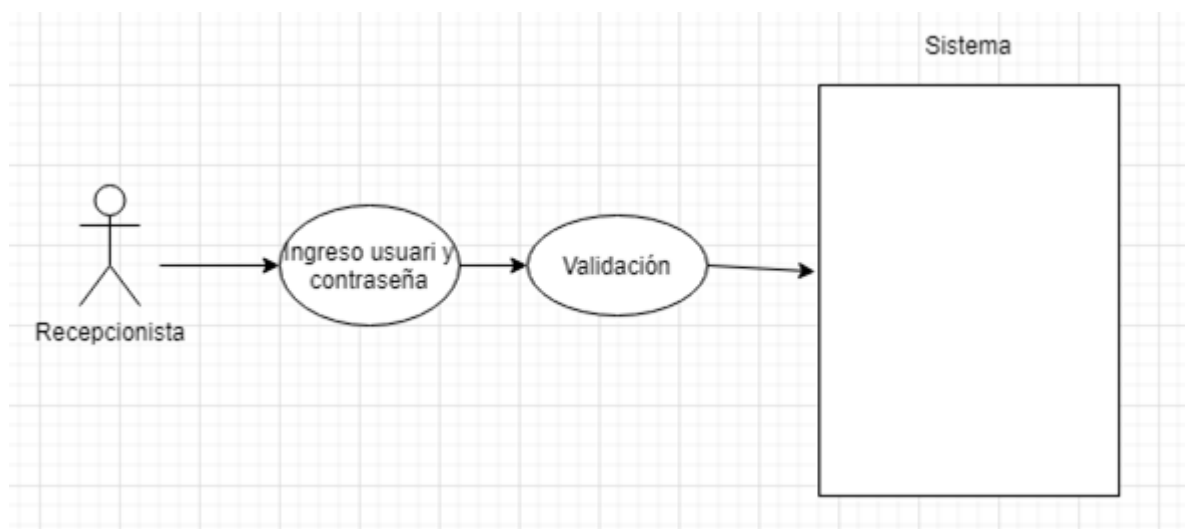 Sistema
Ingreso usuari y
contraseña
Validación
Recepcionista